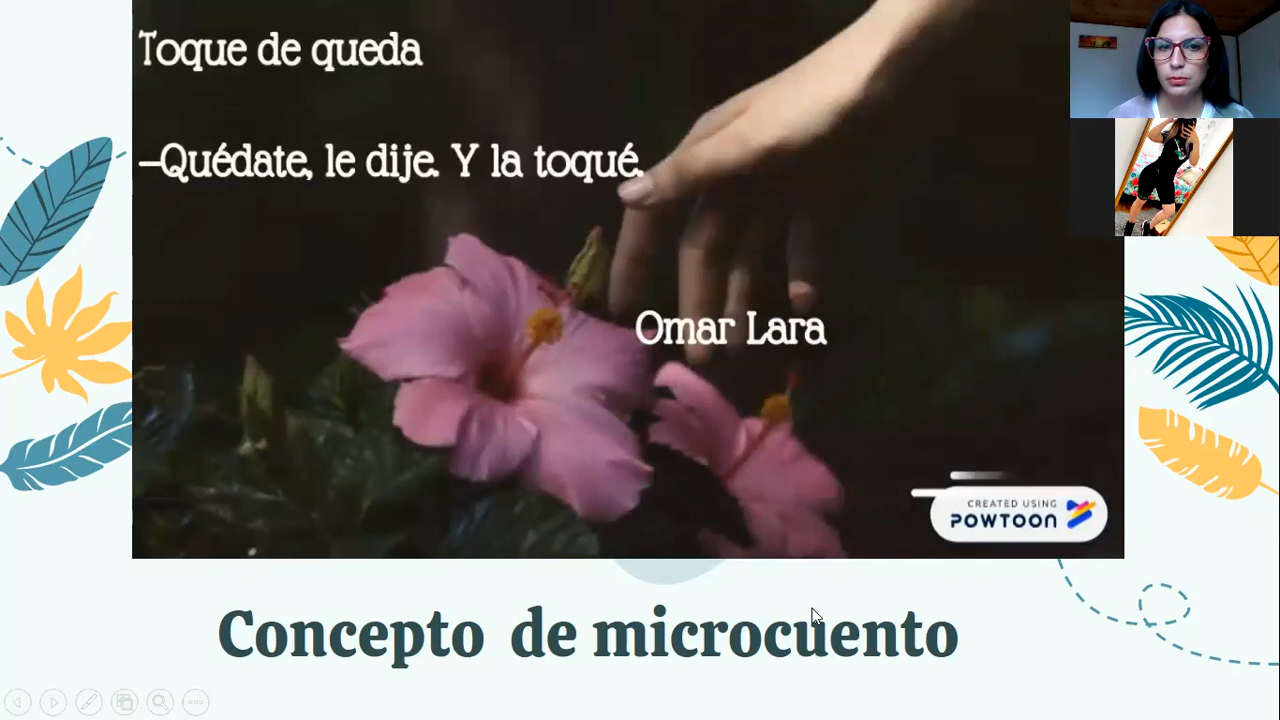 Toque de queda
—Quédate, le dije. Y la toqué.
Omar Lara
CREATED USING
POWTOON
Concepto de microcuento